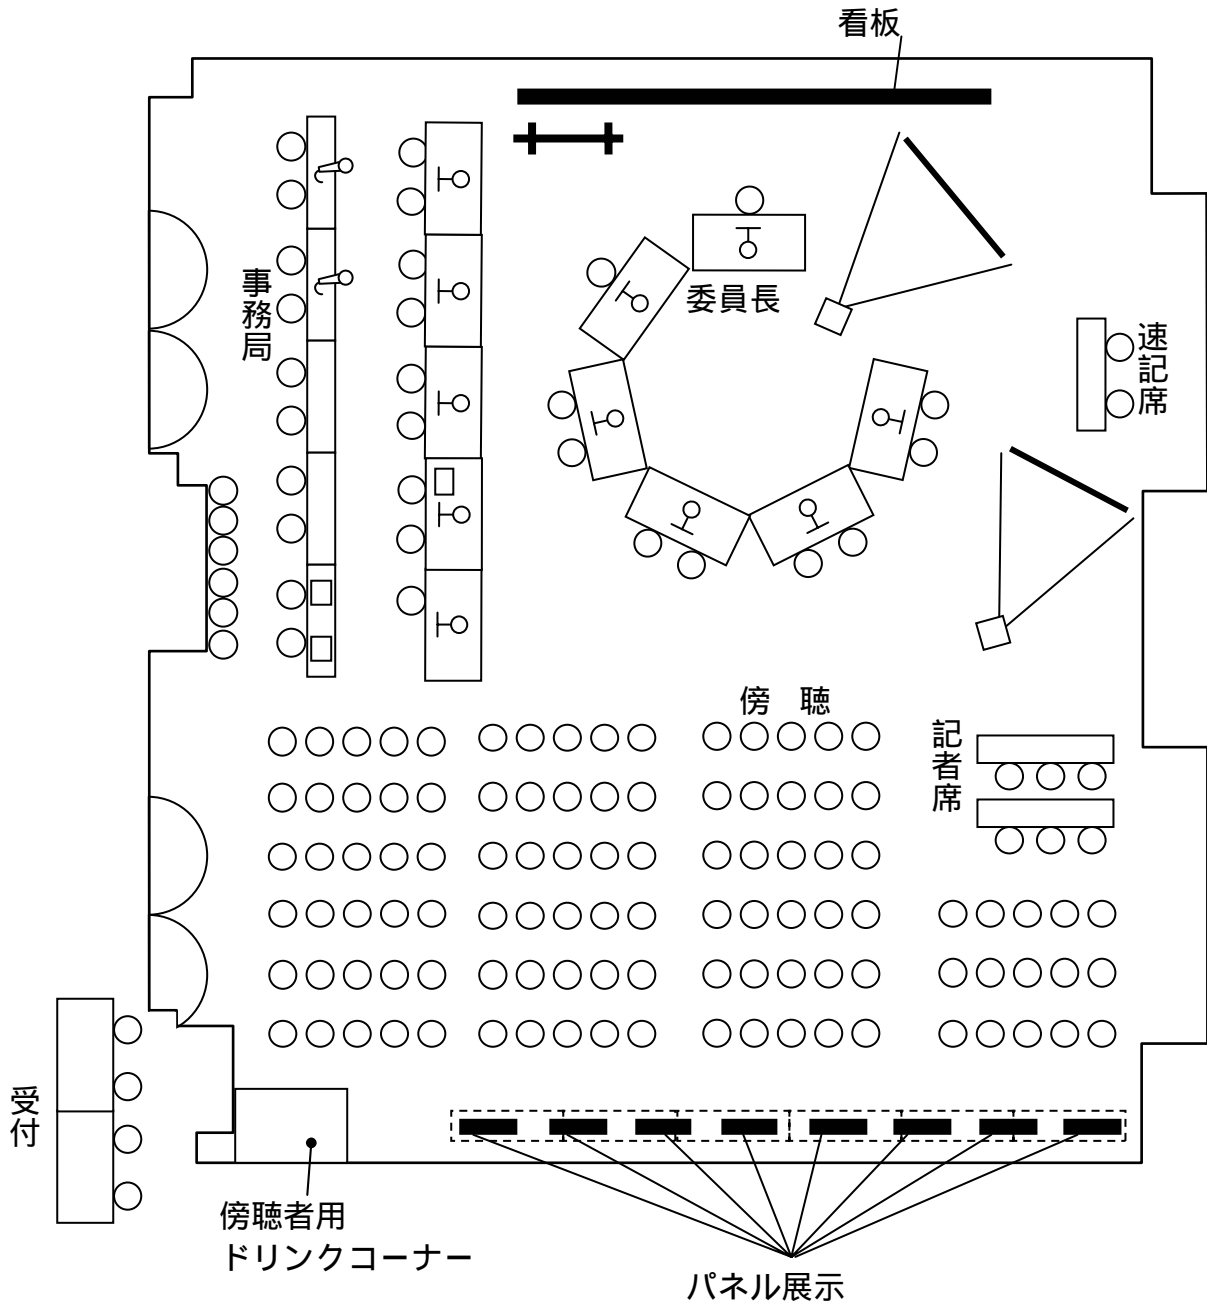 看板
委員長
事務局
速記席
傍　聴
記者席
受付
傍聴者用
ドリンクコーナー
パネル展示